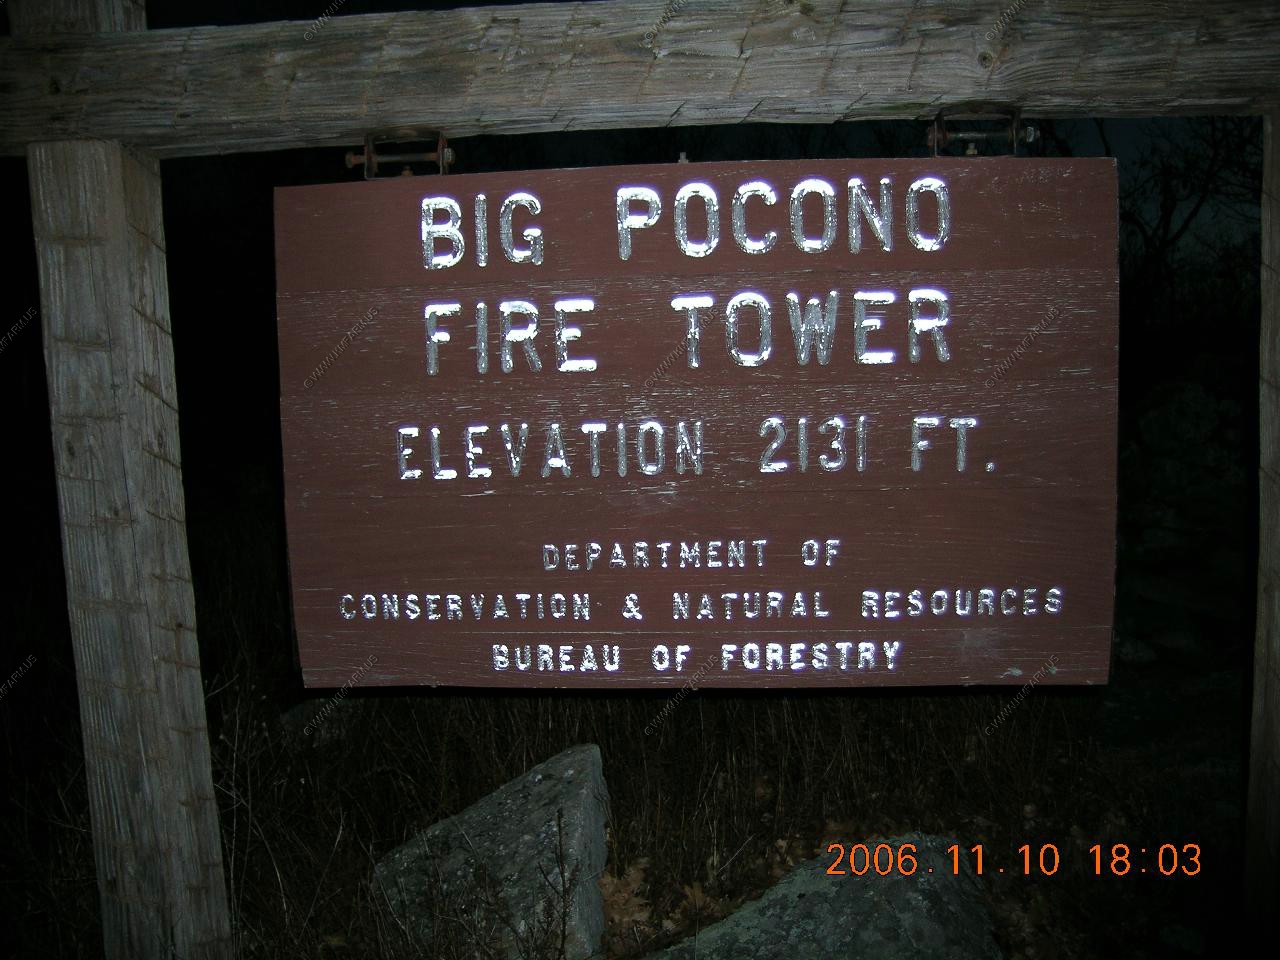 BIG POCONO
FIRE TOWER
ELEVATION 2131 FT.
DEPARTMENT OF
CONSERVATION & NATURAL RESOURCES
BUREAU OF FORESTRY
2006.11.10 18:03